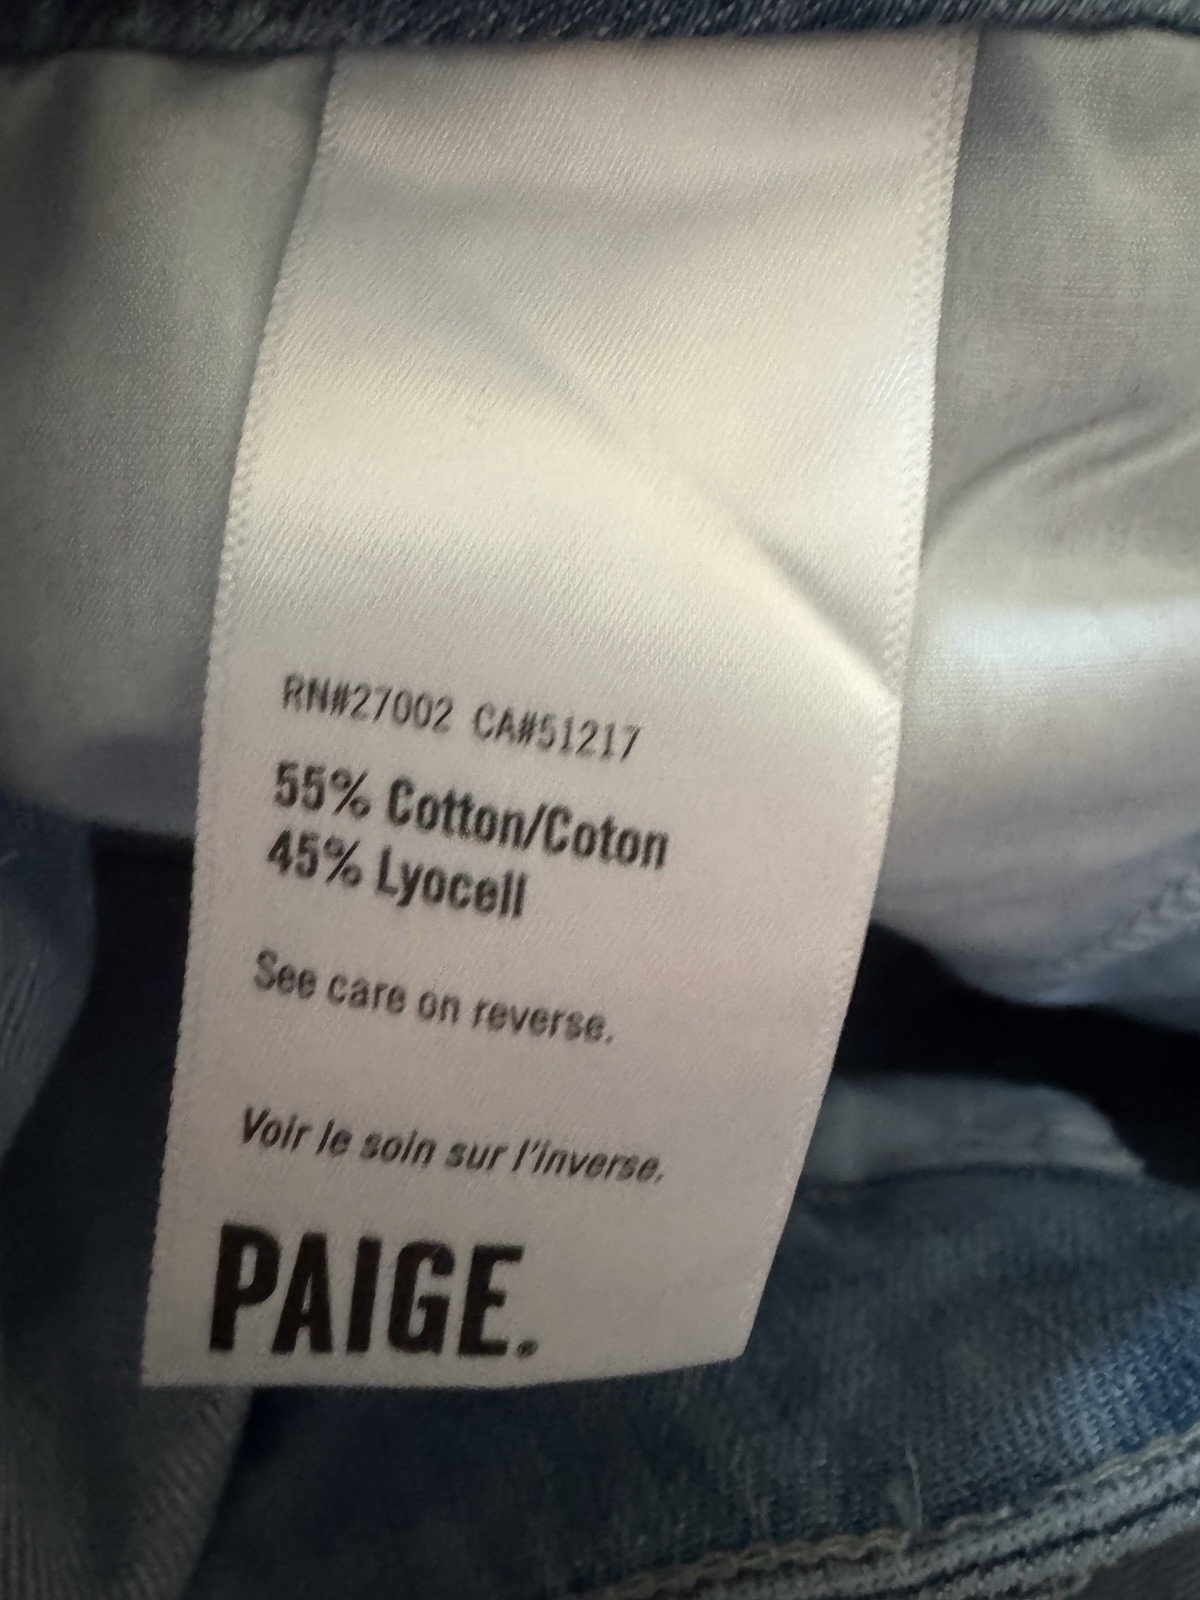 RN#27002 CA#51217
55% Cotton/Coton
45% Lyocell
See care on reverse.
Voir le soin sur l'inverse.
PAIGE®